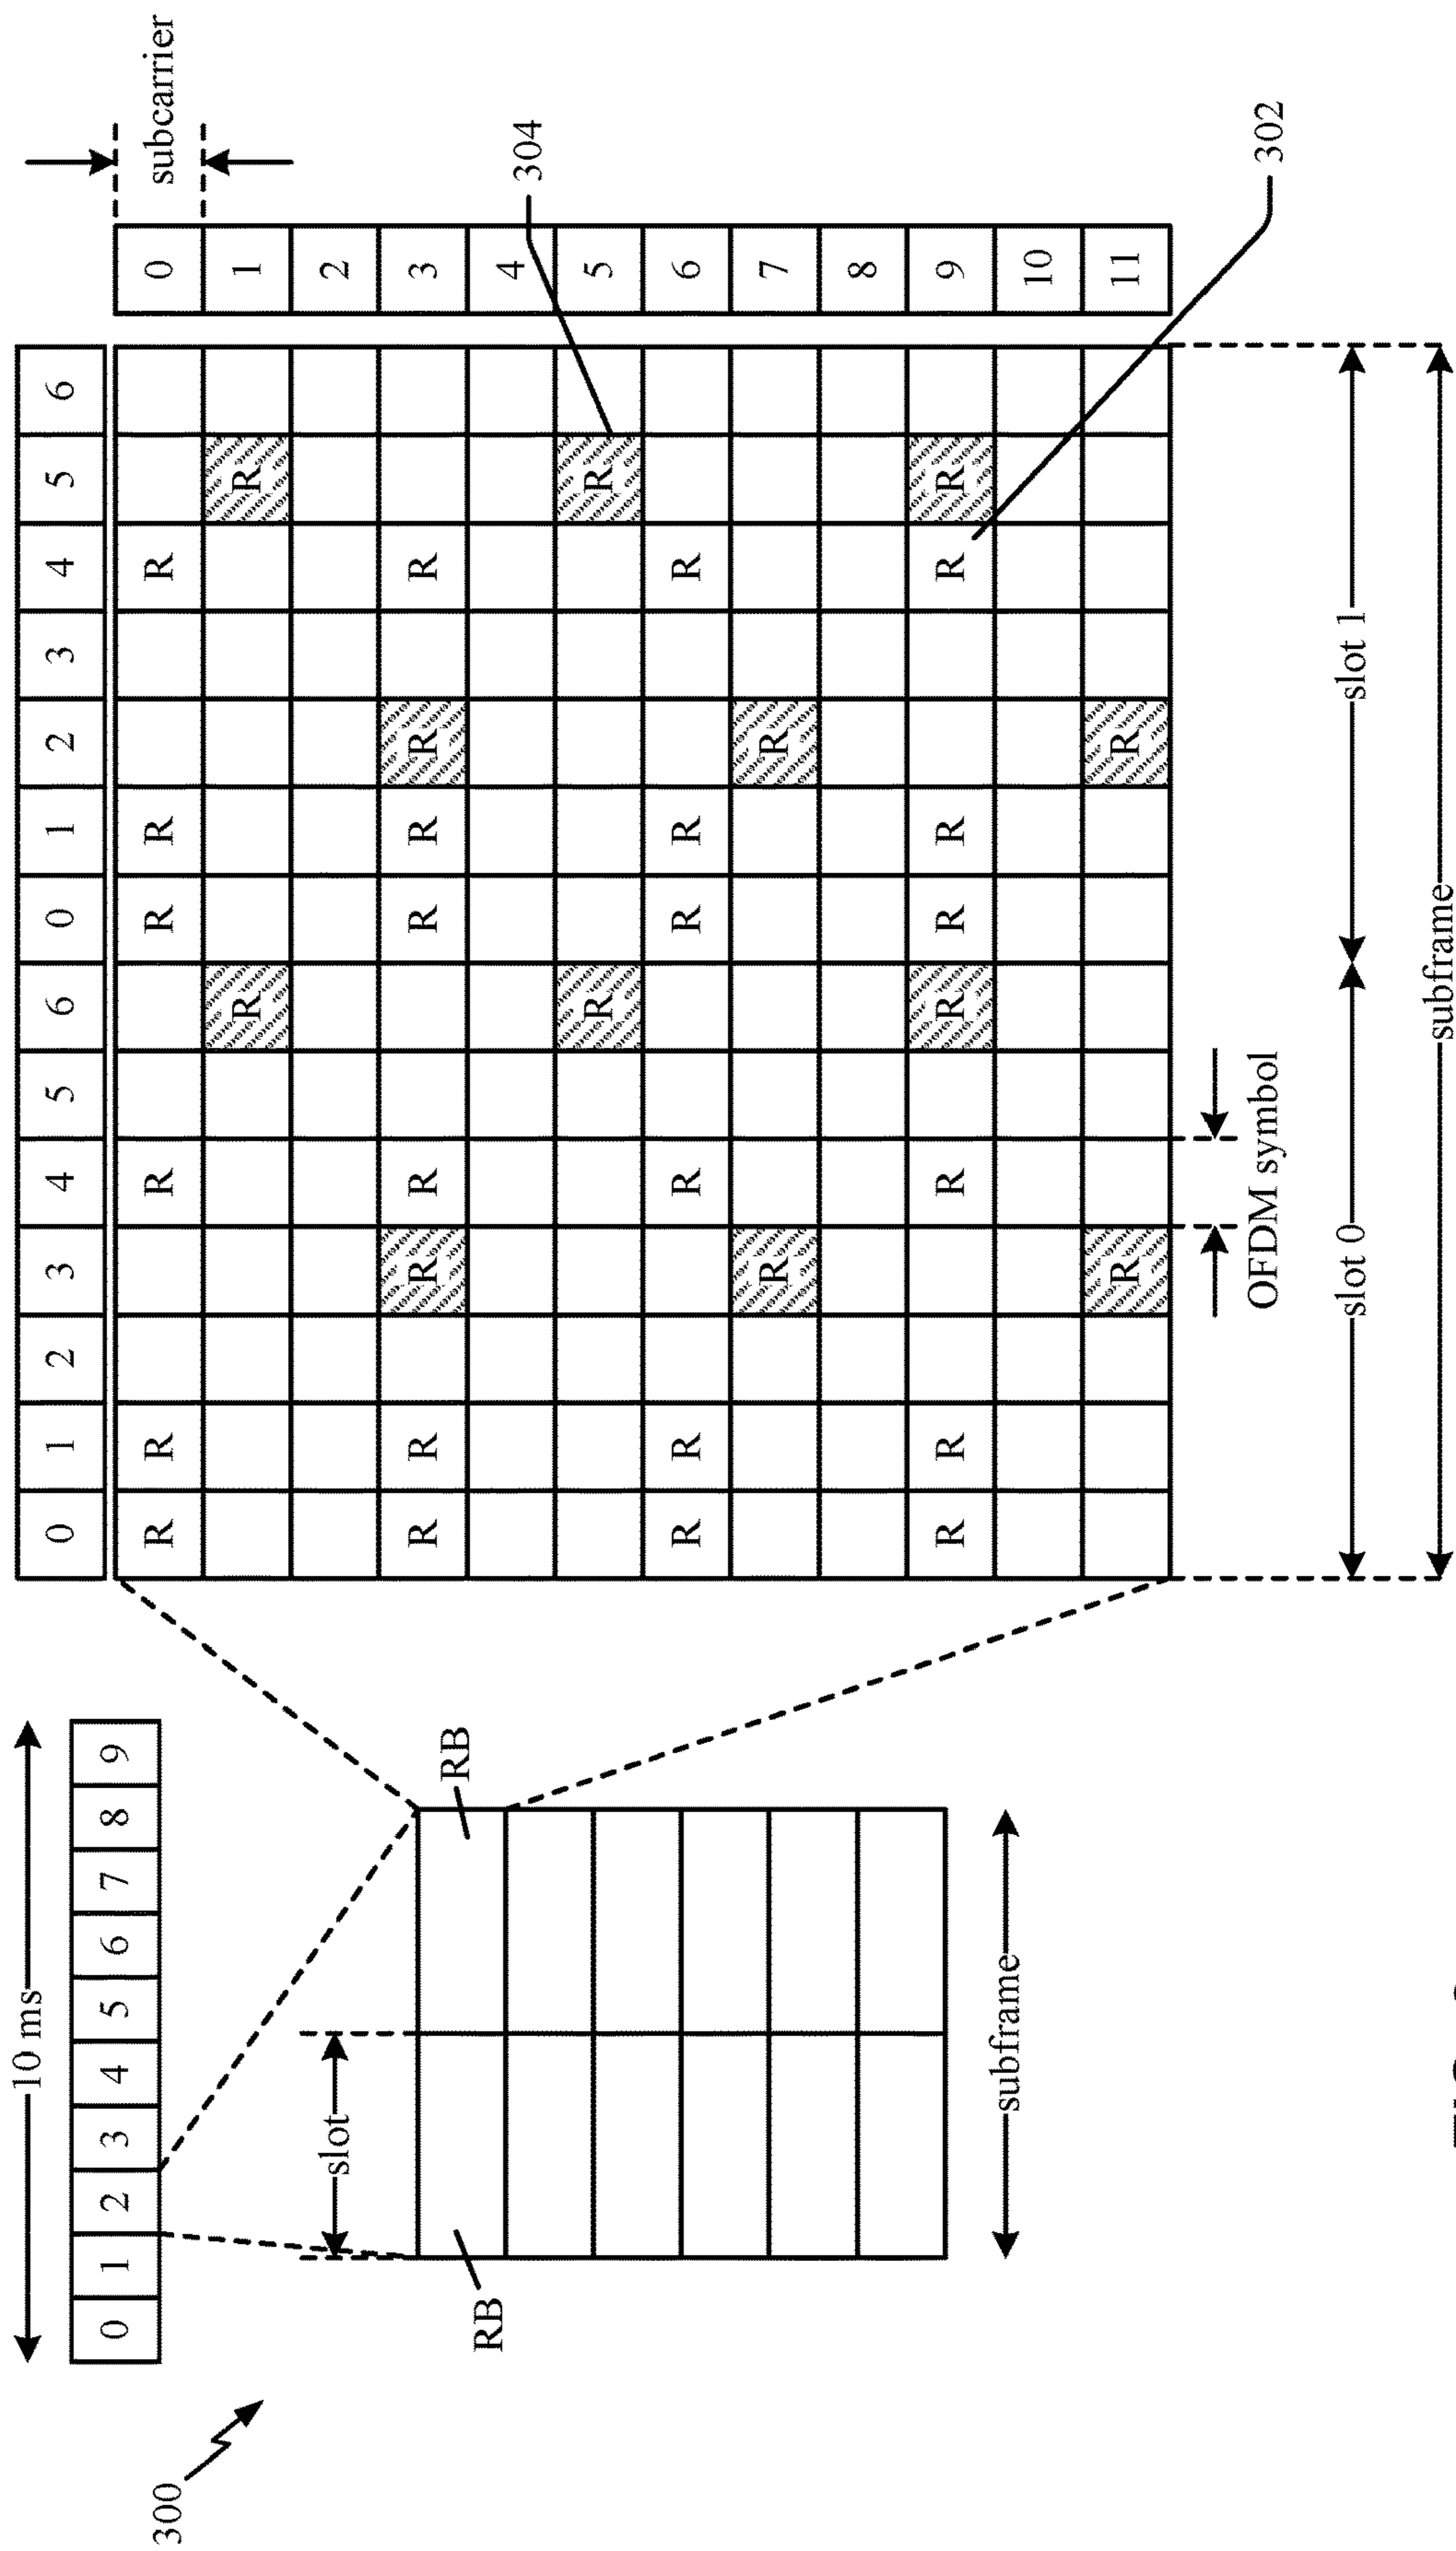 10 ms
0 1 2 3 4 5 6 7 8 9
300
slot
RB
RB
subframe
0 1 2 3 4 5 6 0 1 2 3 4 5 6
subcarrier
R R R R R R 0
R R 1
2
R R R R R R R R 3
4
R R 5
R R R R R R 6
R R 7
8
R R R R R R R R 9
10
R R 11
304
302
OFDM symbol
slot 0 slot 1
subframe